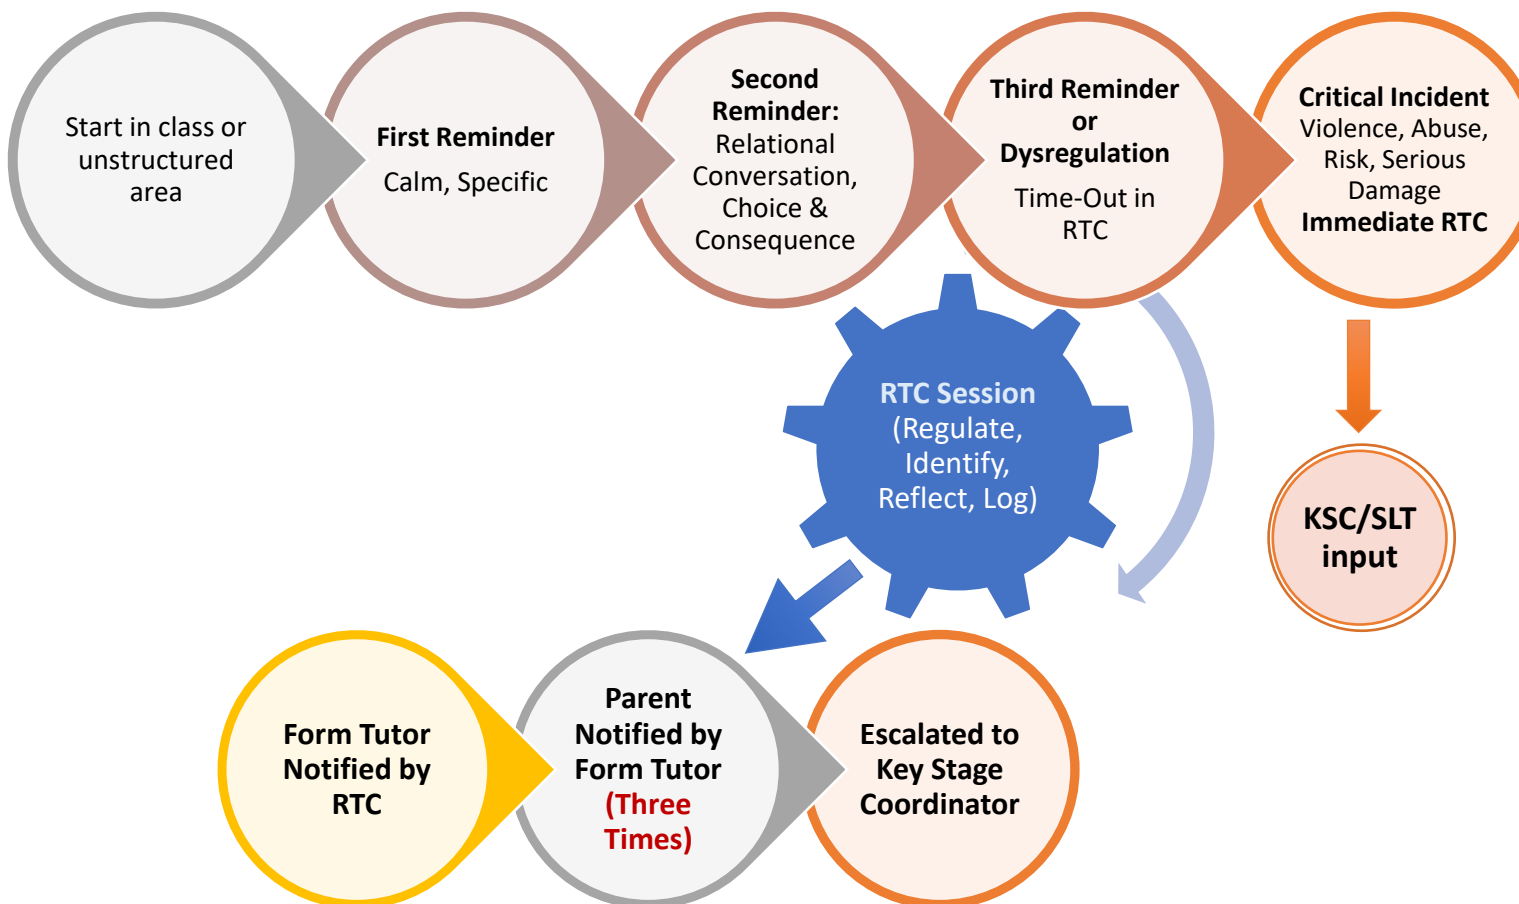 Start in class or
unstructured
area
First Reminder
Calm, Specific
Second
Reminder:
Relational
Conversation,
Choice &
Consequence
Third Reminder
or
Dysregulation
Time-Out in
RTC
Critical Incident
Violence, Abuse,
Risk, Serious
Damage
Immediate RTC
RTC Session
(Regulate,
Identify,
Reflect, Log)
KSC/SLT
input
Form Tutor
Notified by
RTC
Parent
Notified by
Form Tutor
(Three
Times)
Escalated to
Key Stage
Coordinator